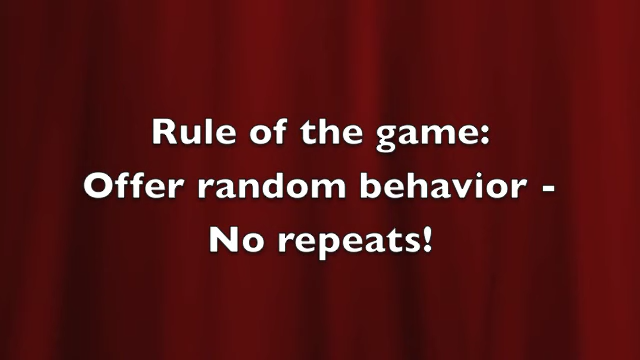 Rule of the game:
Offer random behavior -
No repeats!